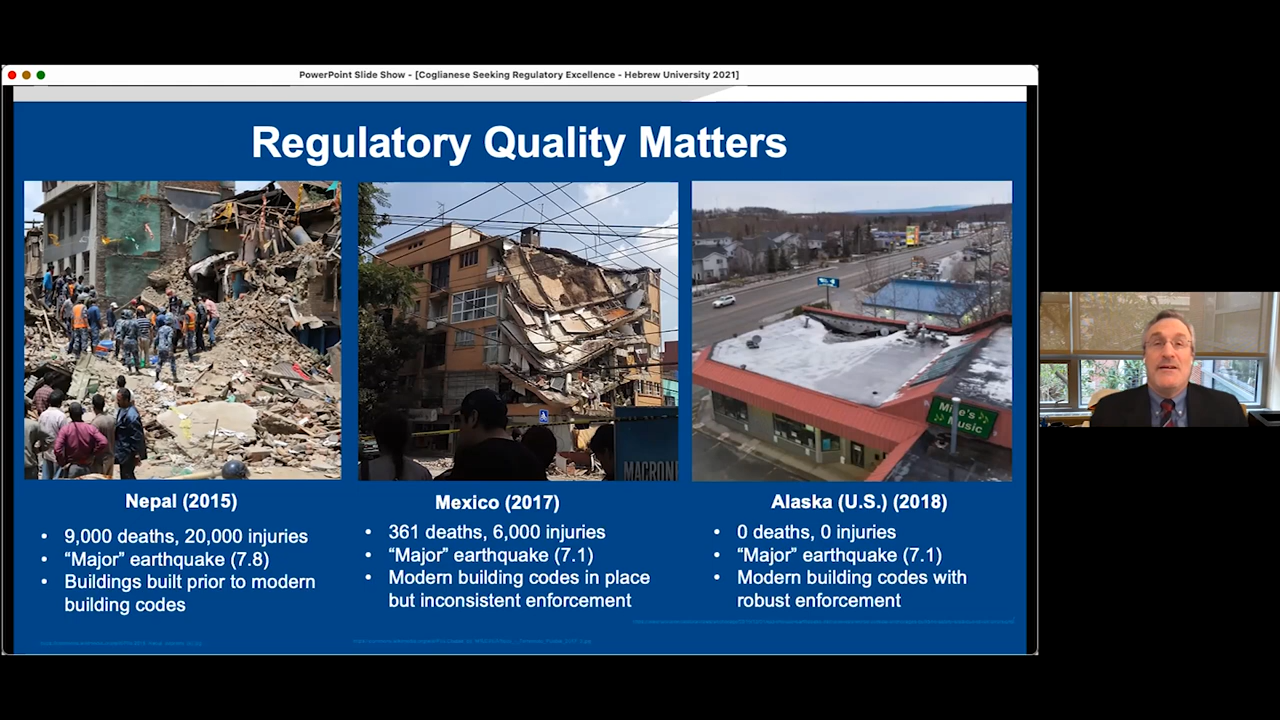 PowerPoint Slide Show - [Coglianese Seeking Regulatory Excellence - Hebrew University 2021]
Regulatory Quality Matters
Mike's
Music
MACRON
Nepal (2015)
• 9,000 deaths, 20,000 injuries
• “Major” earthquake (7.8)
• Buildings built prior to modern
building codes
Mexico (2017)
• 361 deaths, 6,000 injuries
• “Major” earthquake (7.1)
• Modern building codes in place
but inconsistent enforcement
Alaska (U.S.) (2018)
• 0 deaths, 0 injuries
• “Major” earthquake (7.1)
• Modern building codes with
robust enforcement